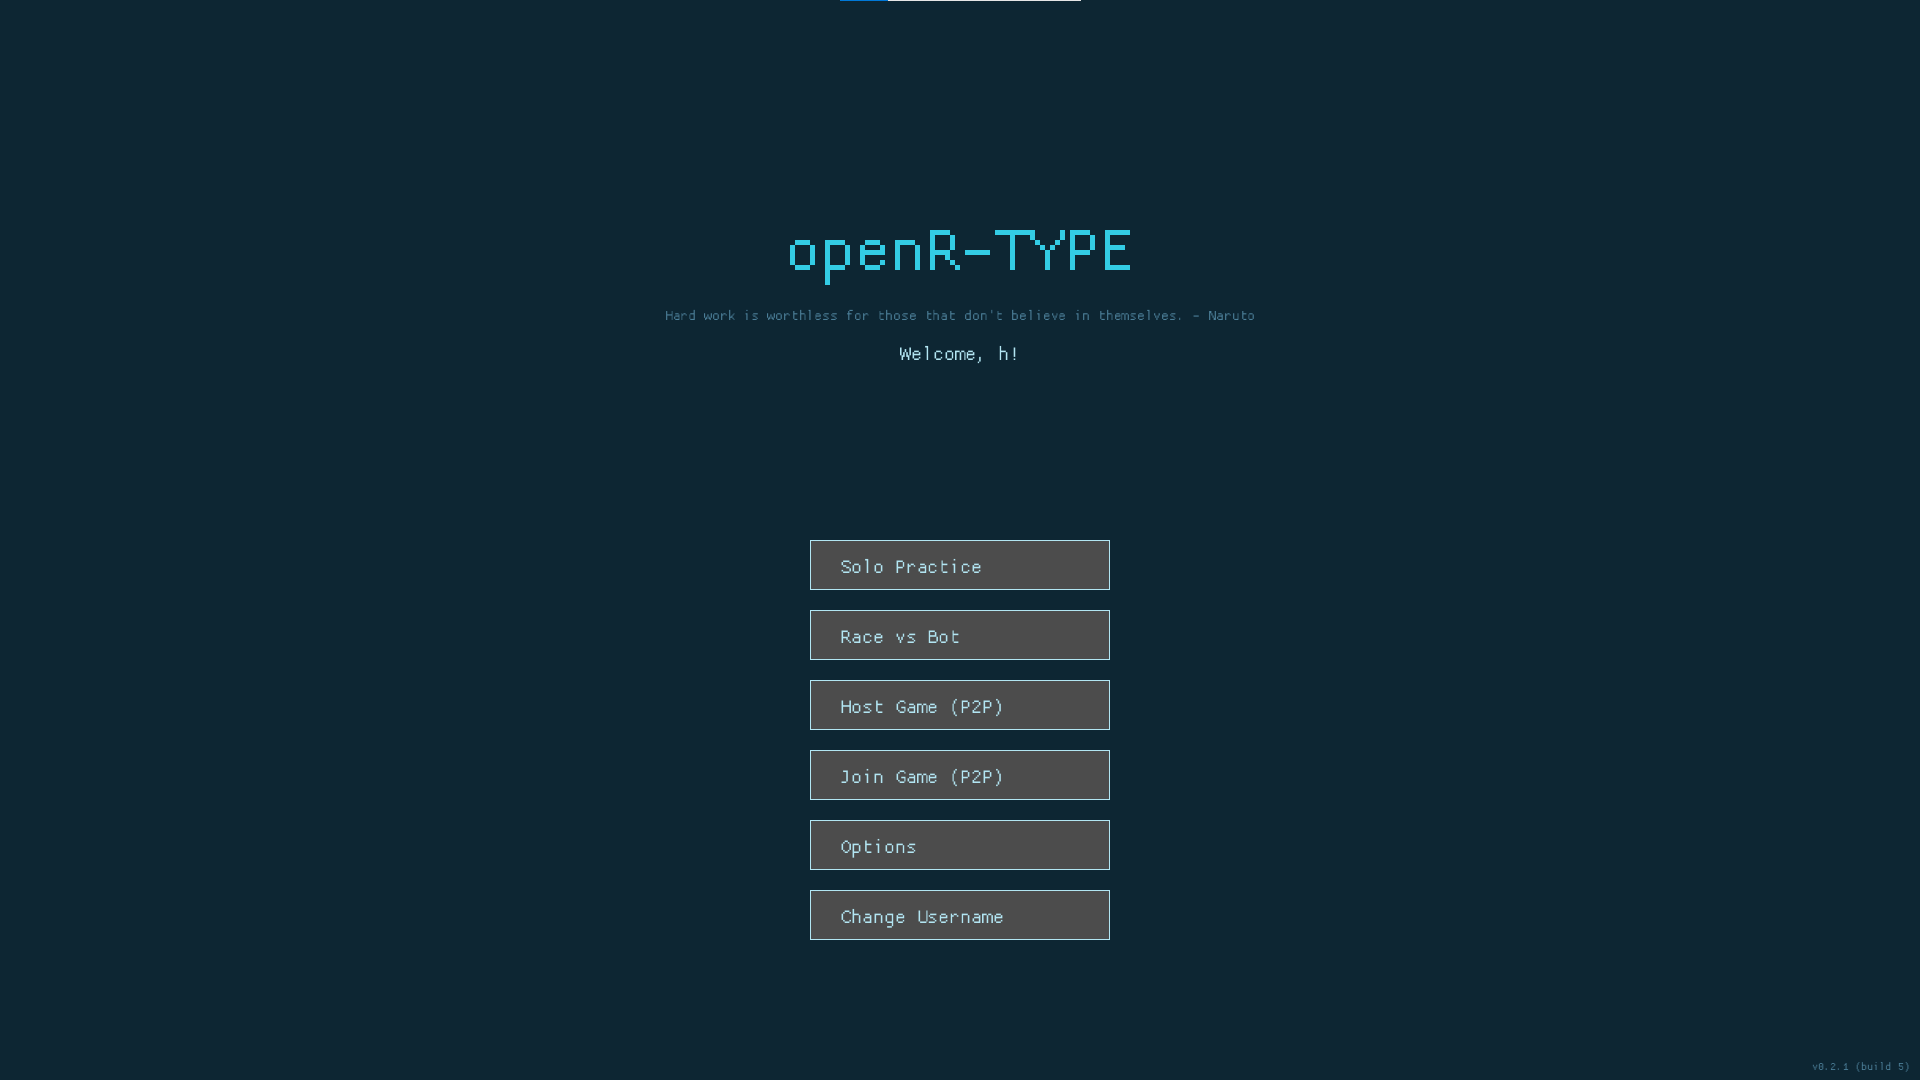 openR-TYPE
Hard work is worthless for those that don't believe in themselves. - Naruto
Welcome, h!
Solo Practice
Race vs Bot
Host Game (P2P)
Join Game (P2P)
Options
Change Username
v0.2.1 (build 5)